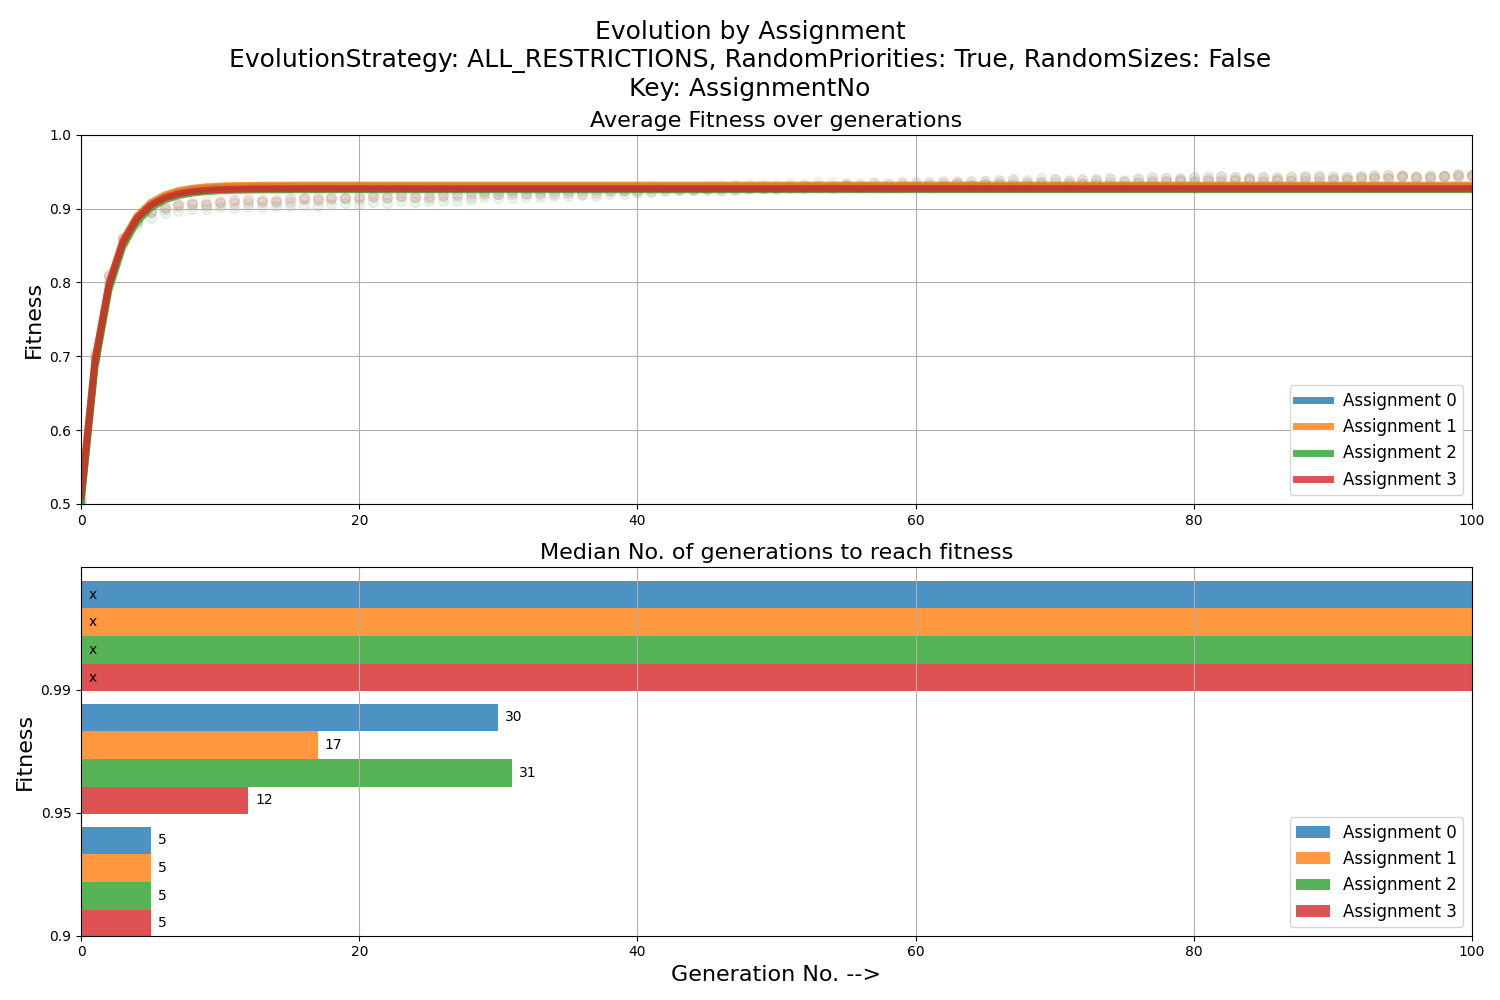 Evolution by Assignment
EvolutionStrategy: ALL_RESTRICTIONS, RandomPriorities: True, RandomSizes: False
Key: AssignmentNo
Average Fitness over generations
1.0
0.9
0.8
0.7
0.6
0.5
Fitness
0 20 40 60 80 100
Assignment 0
Assignment 1
Assignment 2
Assignment 3
Median No. of generations to reach fitness
x
x
x
x
0.99
30
17
31
12
0.95
5
5
5
5
0.9
Fitness
Assignment 0
Assignment 1
Assignment 2
Assignment 3
0 20 40 60 80 100
Generation No. -->